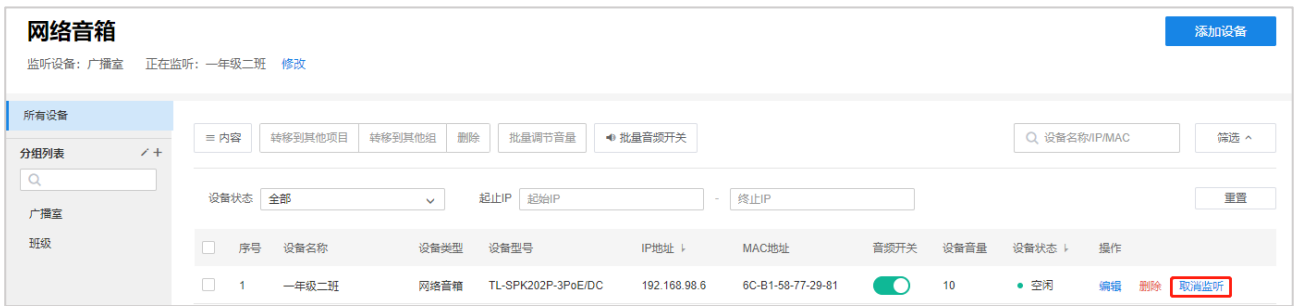 网络音箱
添加设备
监听设备：广播室 正在监听：一年级二班 修改
所有设备
内容 转移到其他项目 转移到其他组 删除 批量调节音量 批量音频开关 设备名称/IP/MAC 筛选
分组列表
设备状态 全部 起止IP 起始IP - 终止IP 重置
广播室
班级
序号 设备名称 设备类型 设备型号 IP地址 MAC地址 音频开关 设备音量 设备状态 操作
1 一年级二班 网络音箱 TL-SPK202P-3PoE/DC 192.168.98.6 6C-B1-58-77-29-81 10 空闲 编辑 删除 取消监听